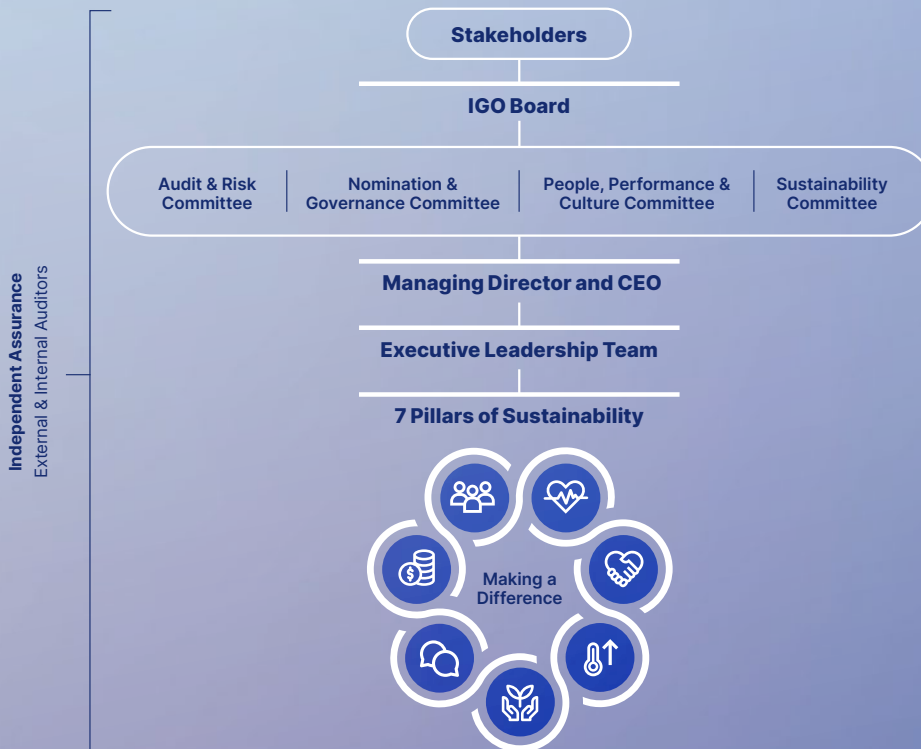 Stakeholders
IGO Board
Audit & Risk
Committee
Nomination &
Governance Committee
People, Performance &
Culture Committee
Sustainability
Committee
Managing Director and CEO
Executive Leadership Team
7 Pillars of Sustainability
Making a
Difference
Independent Assurance
External & Internal Auditors